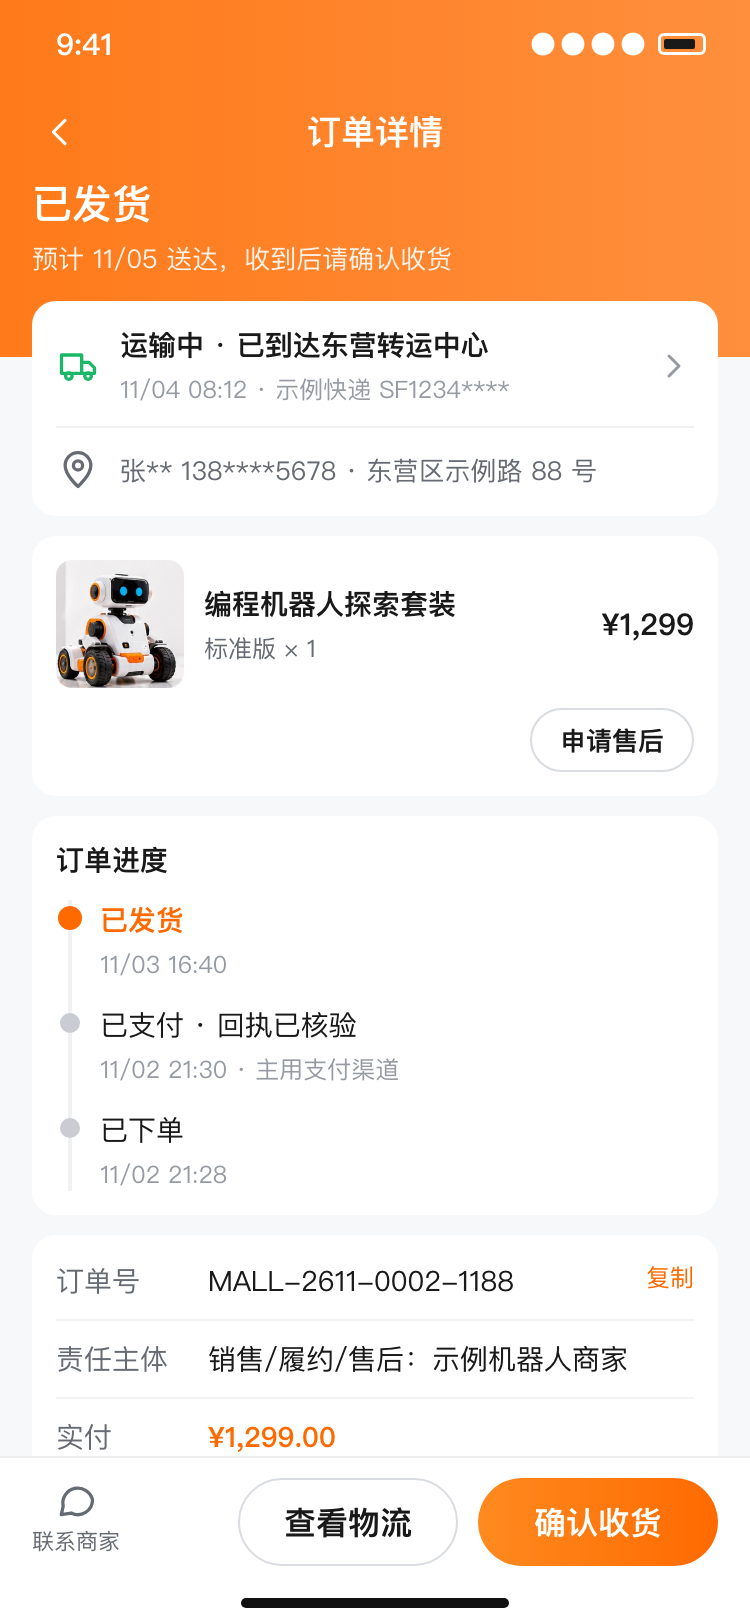 9:41
订单详情
已发货
预计 11/05 送达，收到后请确认收货
运输中 · 已到达东营转运中心
11/04 08:12 · 示例快递 SF1234****
张** 138****5678 · 东营区示例路 88 号
编程机器人探索套装
¥1,299
标准版 × 1
申请售后
订单进度
已发货
11/03 16:40
已支付 · 回执已核验
11/02 21:30 · 主用支付渠道
已下单
11/02 21:28
订单号 MALL-2611-0002-1188 复制
责任主体 销售/履约/售后：示例机器人商家
实付 ¥1,299.00
联系商家
查看物流
确认收货